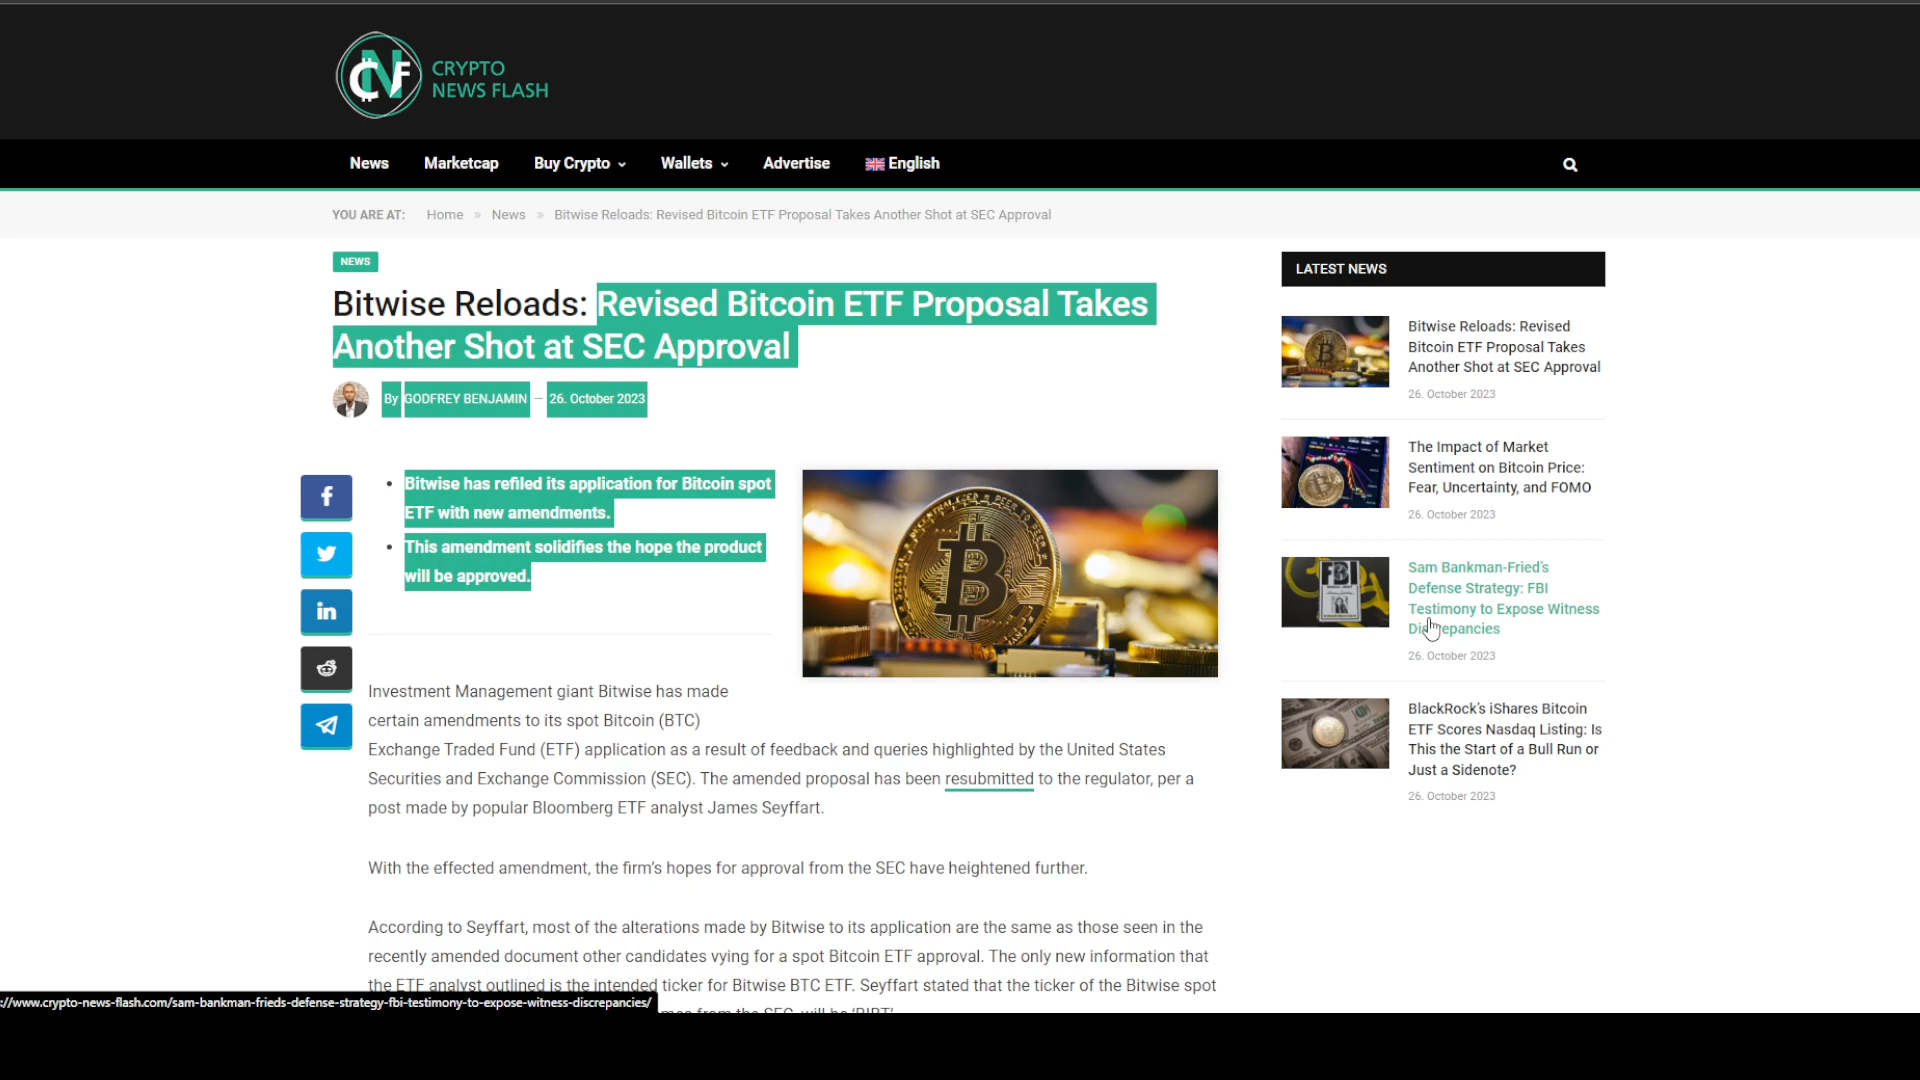 CNF
CRYPTO
NEWS FLASH
News
Marketcap
Buy Crypto
Wallets
Advertise
English
YOU ARE AT:
Home » News » Bitwise Reloads: Revised Bitcoin ETF Proposal Takes Another Shot at SEC Approval
NEWS
Bitwise Reloads: Revised Bitcoin ETF Proposal Takes
Another Shot at SEC Approval
By GODFREY BENJAMIN — 26. October 2023
• Bitwise has refiled its application for Bitcoin spot
ETF with new amendments.
• This amendment solidifies the hope the product
will be approved.
Investment Management giant Bitwise has made
certain amendments to its spot Bitcoin (BTC)
Exchange Traded Fund (ETF) application as a result of feedback and queries highlighted by the United States
Securities and Exchange Commission (SEC). The amended proposal has been resubmitted to the regulator, per a
post made by popular Bloomberg ETF analyst James Seyffart.
With the effected amendment, the firm's hopes for approval from the SEC have heightened further.
According to Seyffart, most of the alterations made by Bitwise to its application are the same as those seen in the
recently amended document other candidates vying for a spot Bitcoin ETF approval. The only new information that
the ETF analyst outlined is the intended ticker for Bitwise BTC ETF. Seyffart stated that the ticker of the Bitwise spot
from the SEC, will be 'BIBT'
LATEST NEWS
Bitwise Reloads: Revised
Bitcoin ETF Proposal Takes
Another Shot at SEC Approval
26. October 2023
The Impact of Market
Sentiment on Bitcoin Price:
Fear, Uncertainty, and FOMO
26. October 2023
FBI
Sam Bankman-Fried's
Defense Strategy: FBI
Testimony to Expose Witness
Discrepancies
26. October 2023
BlackRock's iShares Bitcoin
ETF Scores Nasdaq Listing: Is
This the Start of a Bull Run or
Just a Sidenote?
26. October 2023
://www.crypto-news-flash.com/sam-bankman-frieds-defense-strategy-fbi-testimony-to-expose-witness-discrepancies/